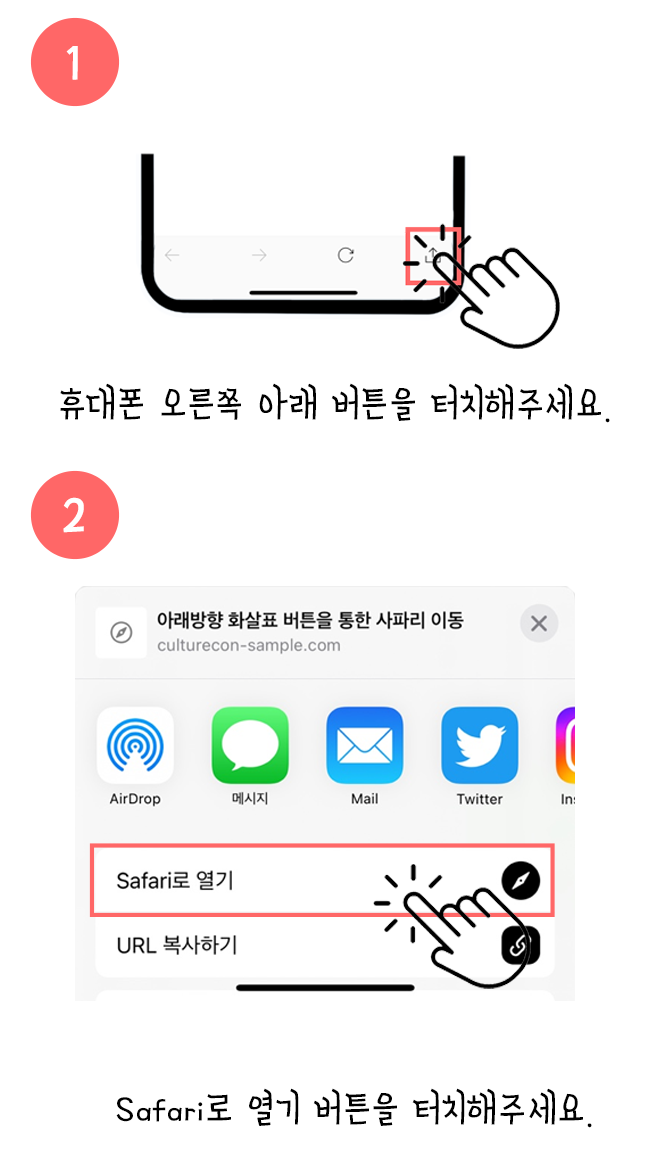 1
휴대폰 오른쪽 아래 버튼을 터치해주세요.
2
아래방향 화살표 버튼을 통한 사파리 이동
culturecon-sample.com
AirDrop
메시지
Mail
Twitter
Safari로 열기
URL 복사하기
Safari로 열기 버튼을 터치해주세요.